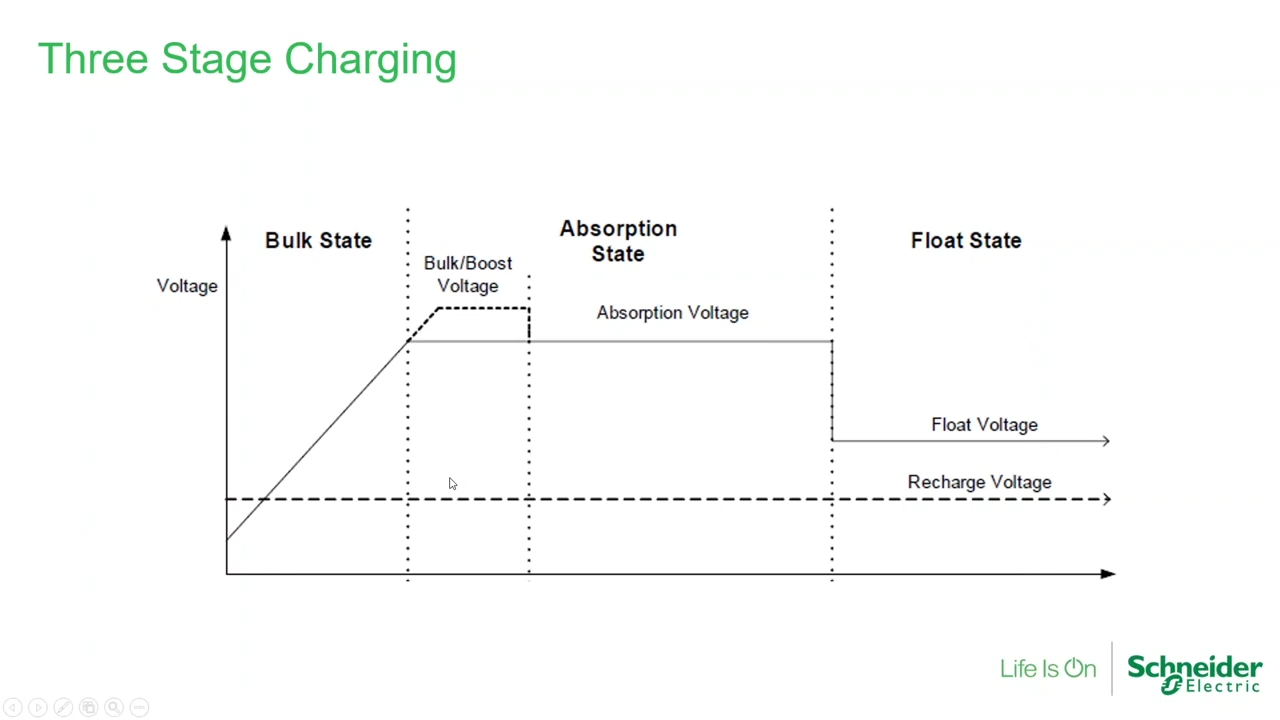 Three Stage Charging
Bulk State
Absorption
State
Float State
Bulk/Boost
Voltage
Voltage
Absorption Voltage
Float Voltage
Recharge Voltage
Life Is On
Schneider
Electric